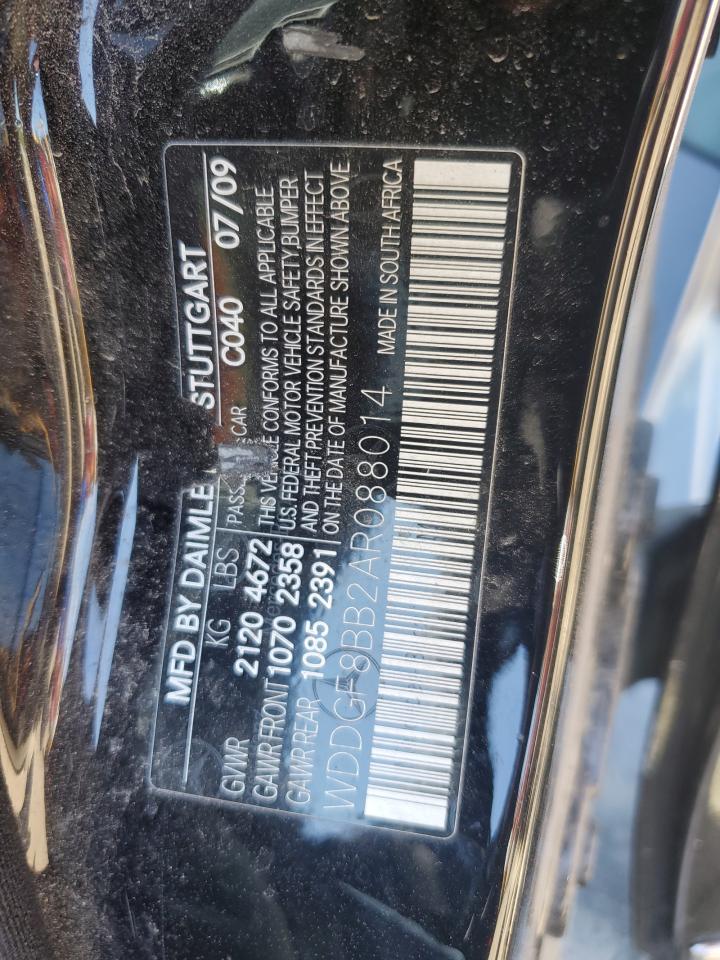 MFD BY DAIMLE STUTTGART
KG LBS CAR C040 07/09
GVWR 2120 4672
GAWR FRONT 1070 2358
GAWR REAR 1085 2391
THIS CONFORMS TO ALL APPLICABLE
U.S. FEDERAL MOTOR VEHICLE SAFETY BUMPER
AND THEFT PREVENTION STANDARDS IN EFFECT
ON THE DATE OF MANUFACTURE SHOWN ABOVE
WDDGF8BB2AR088014 MADE IN SOUTH AFRICA